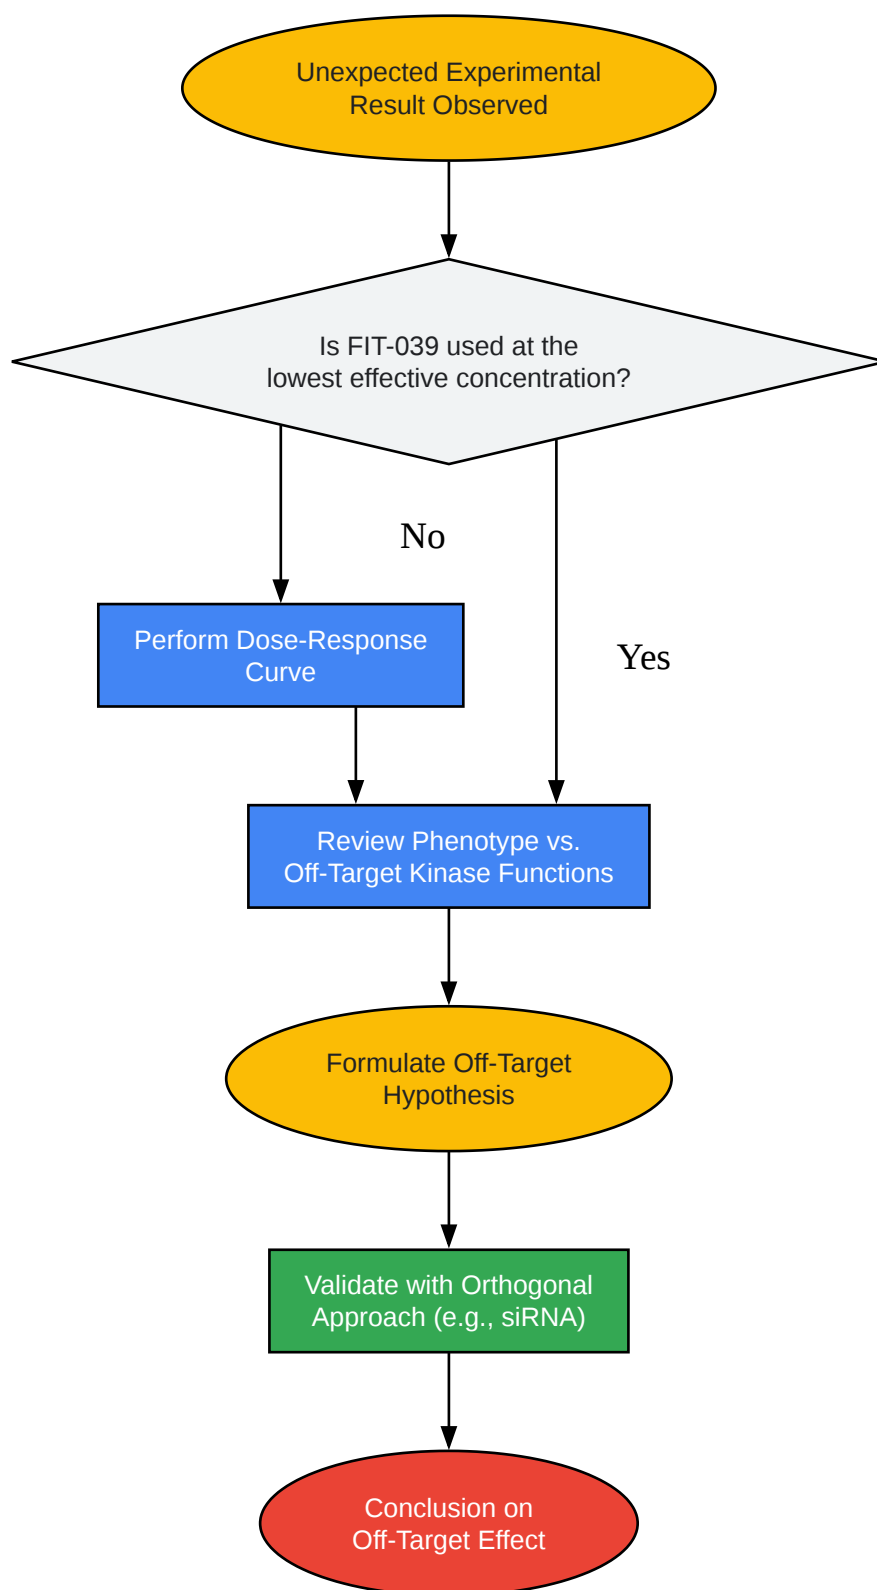 Unexpected Experimental
Result Observed
Is FIT-039 used at the
lowest effective concentration?
No
Perform Dose-Response
Curve
Yes
Review Phenotype vs.
Off-Target Kinase Functions
Formulate Off-Target
Hypothesis
Validate with Orthogonal
Approach (e.g., siRNA)
Conclusion on
Off-Target Effect